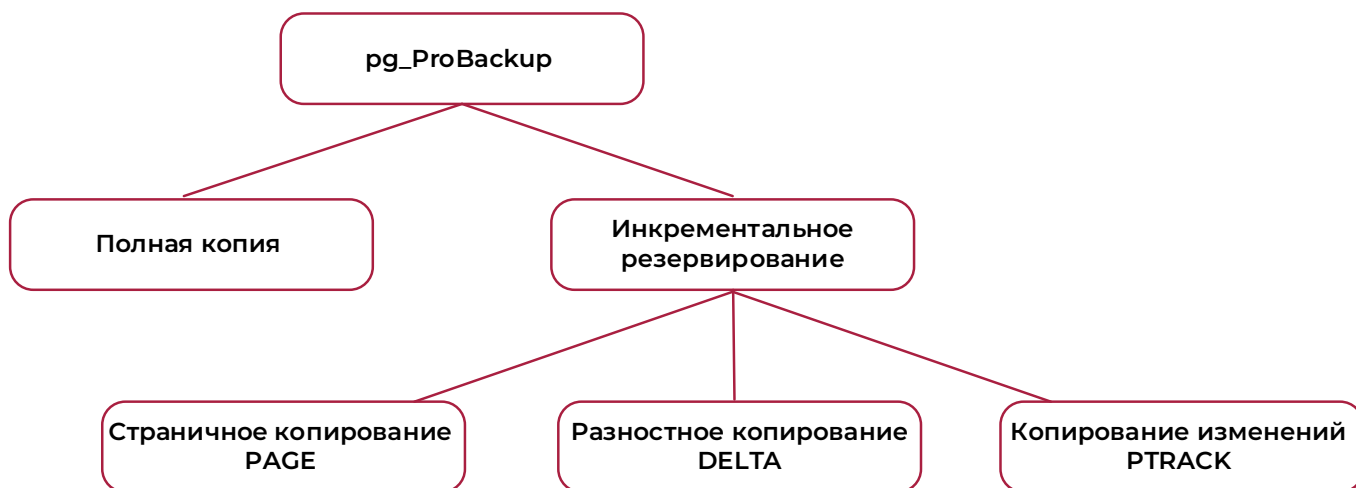 pg_ProBackup
Полная копия
Инкрементальное
резервирование
Страничное копирование
PAGE
Разностное копирование
DELTA
Копирование изменений
PTRACK